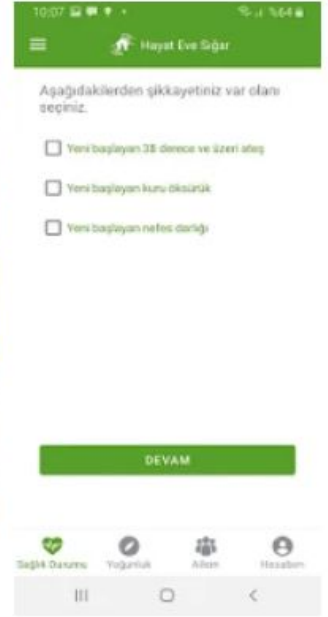 10:07 %64
Hayat Eve Sığar
Aşağıdakilerden şikkayetiniz var olanı
seçiniz.
Yeni başlayan 38 derece ve üzeri ateş
Yeni başlayan kuru öksürük
Yeni başlayan nefes darlığı
DEVAM
Sağlık Durumu Yoğunluk Ailem Hesabım